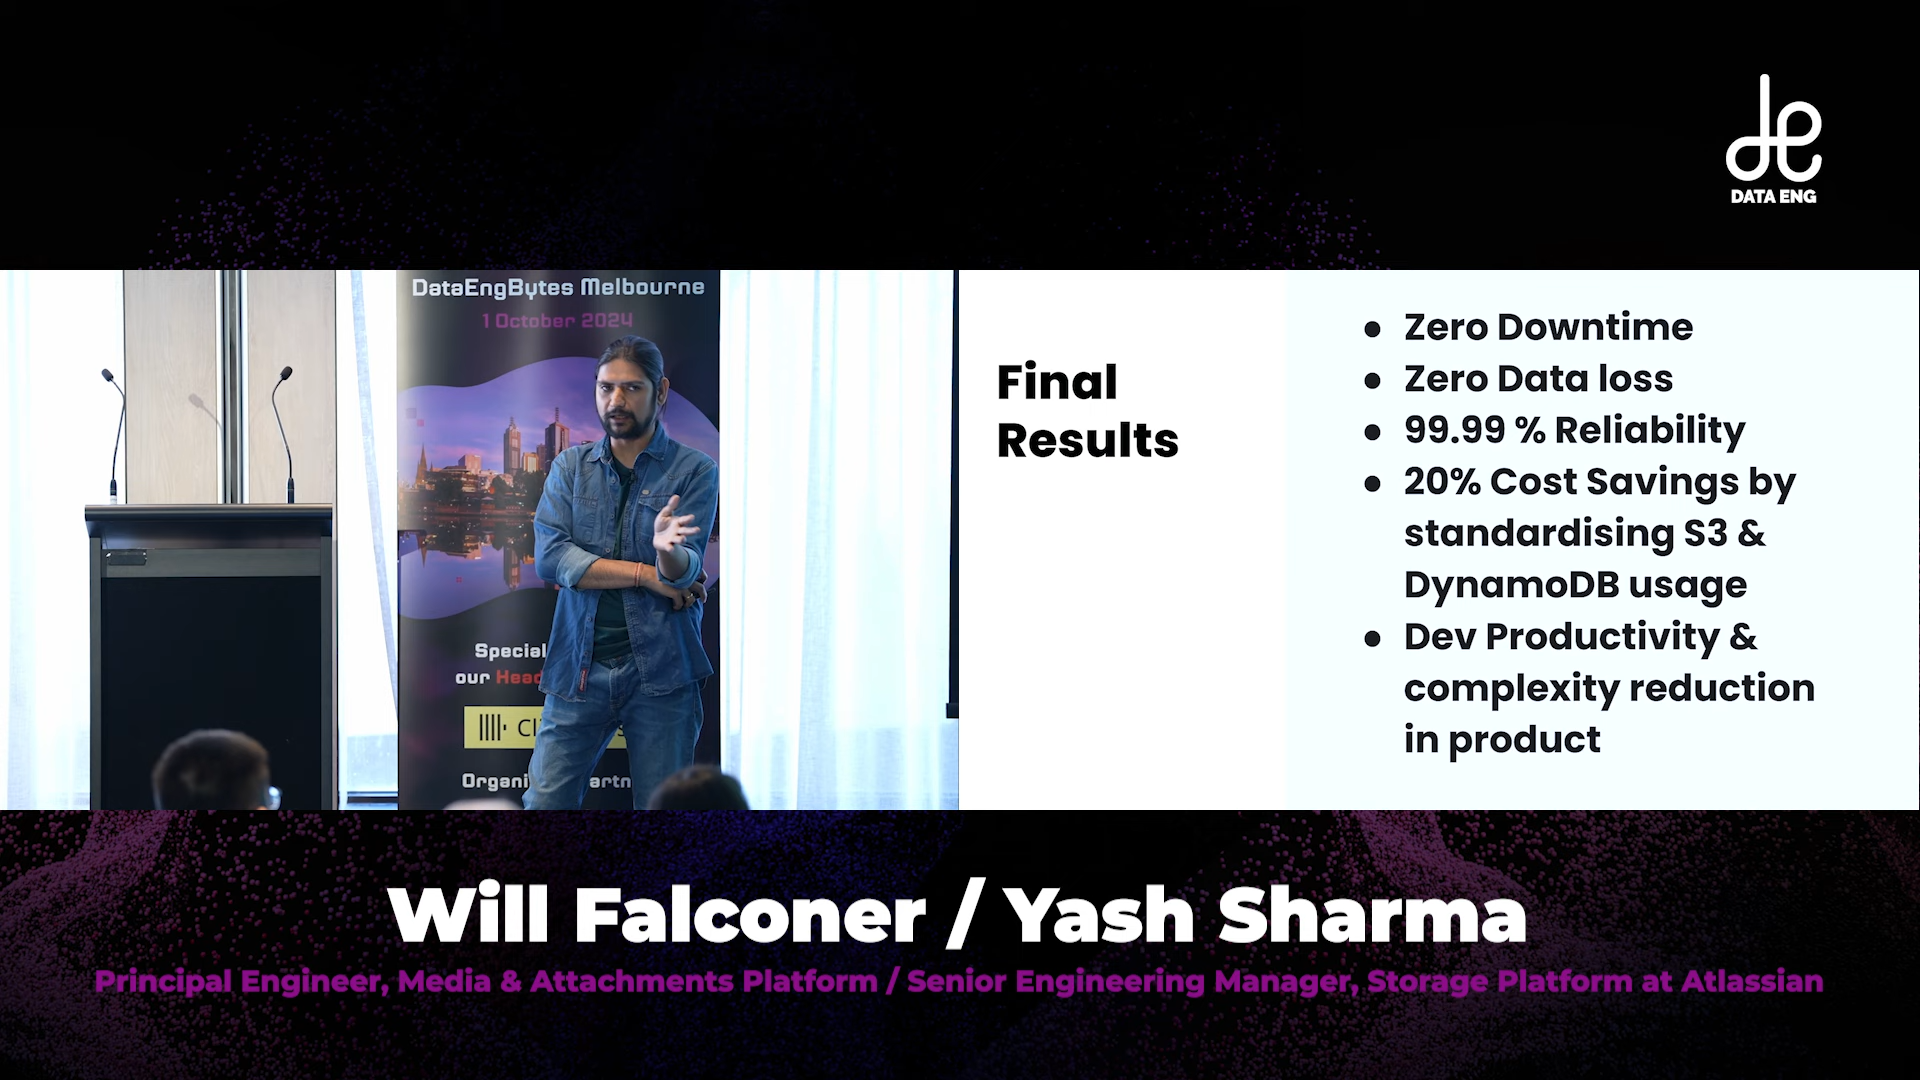 DATA ENG
DataEngBytes Melbourne
1 October 2024
Special
our Head
Organi
Final
Results
● Zero Downtime
● Zero Data loss
● 99.99 % Reliability
● 20% Cost Savings by
standardising S3 &
DynamoDB usage
● Dev Productivity &
complexity reduction
in product
Will Falconer / Yash Sharma
Principal Engineer, Media & Attachments Platform / Senior Engineering Manager, Storage Platform at Atlassian